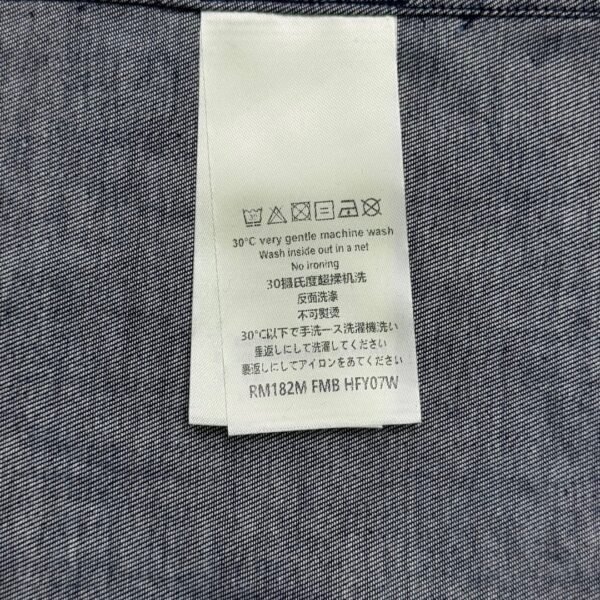 30°C very gentle machine wash
Wash inside out in a net
No ironing
30摄氏度超操机洗
反面洗涤
不可熨烫
30°C以下で手洗ース洗濯機洗い
垂返しにして洗濯してください
裏返しにしてアイロンをあてください
RM182M FMB HFY07W